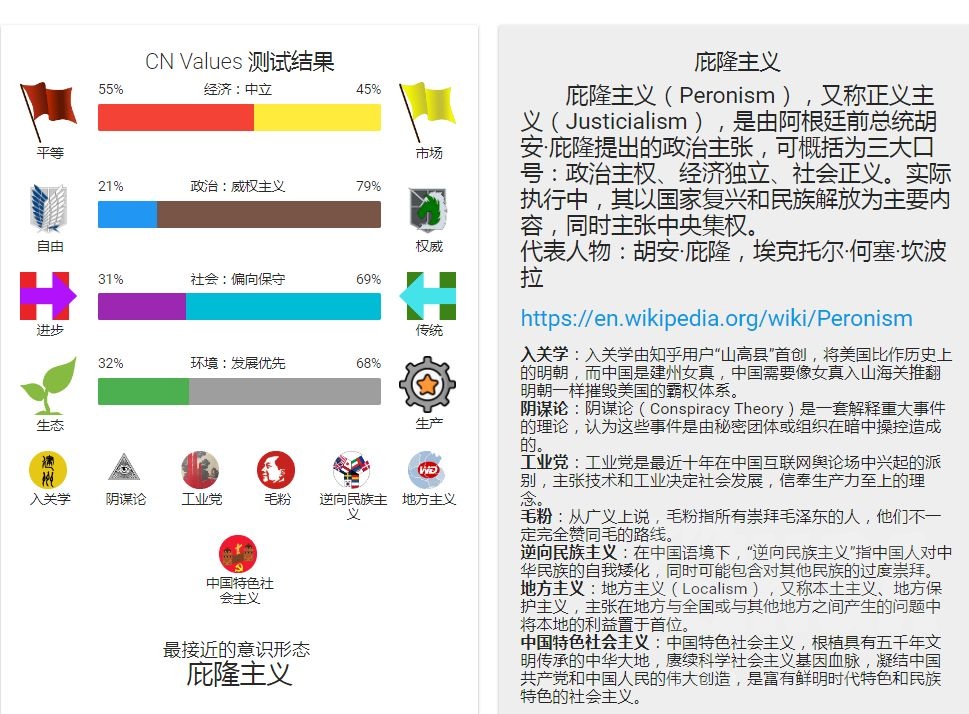 CN Values 测试结果
55% 经济：中立 45%
平等 市场
21% 政治：威权主义 79%
自由 权威
31% 社会：偏向保守 69%
进步 传统
32% 环境：发展优先 68%
生态 生产
入关学 阴谋论 工业党 毛粉 逆向民族主
义 地方主义
中国特色社
会主义
最接近的意识形态
庇隆主义
庇隆主义
庇隆主义（Peronism），又称正义主
义（Justicialism），是由阿根廷前总统胡
安·庇隆提出的政治主张，可概括为三大口
号：政治主权、经济独立、社会正义。实际
执行中，其以国家复兴和民族解放为主要内
容，同时主张中央集权。
代表人物：胡安·庇隆，埃克托尔·何塞·坎波
拉
https://en.wikipedia.org/wiki/Peronism
入关学：入关学由知乎用户“山高县”首创，将美国比作历史上
的明朝，而中国是建州女真，中国需要像女真入山海关推翻
明朝一样摧毁美国的霸权体系。
阴谋论：阴谋论（Conspiracy Theory）是一套解释重大事件
的理论，认为这些事件是由秘密团体或组织在暗中操控造成
的。
工业党：工业党是最近十年在中国互联网舆论场中兴起的派
别，主张技术和工业决定社会发展，信奉生产力至上的理
念。
毛粉：从广义上说，毛粉指所有崇拜毛泽东的人，他们不一
定完全赞同毛的路线。
逆向民族主义：在中国语境下，“逆向民族主义”指中国人对中
华民族的自我矮化，同时可能包含对其他民族的过度崇拜。
地方主义：地方主义（Localism），又称本土主义、地方保
护主义，主张在地方与全国或与其他地方之间产生的问题中
将本地的利益置于首位。
中国特色社会主义：中国特色社会主义，根植具有五千年文
明传承的中华大地，赓续科学社会主义基因血脉，凝结中国
共产党和中国人民的伟大创造，是富有鲜明时代特色和民族
特色的社会主义。